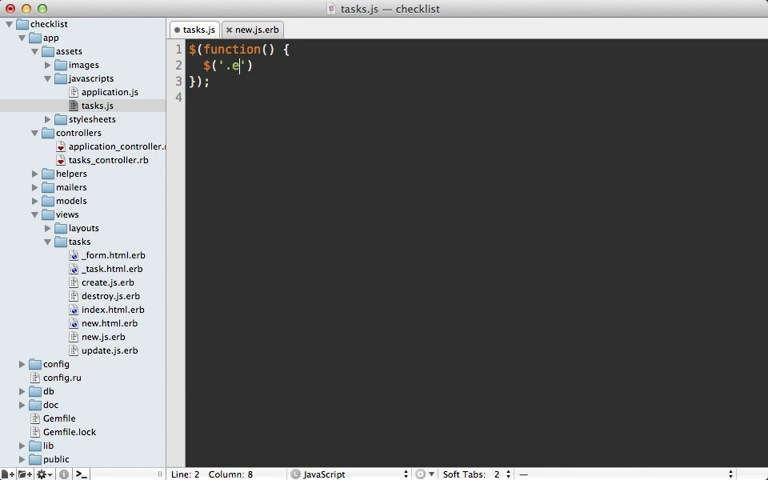 tasks.js — checklist
checklist
app
assets
images
javascripts
application.js
tasks.js
stylesheets
controllers
application_controller.r
tasks_controller.rb
helpers
mailers
models
views
layouts
tasks
_form.html.erb
_task.html.erb
create.js.erb
destroy.js.erb
index.html.erb
new.html.erb
new.js.erb
update.js.erb
config
config.ru
db
doc
Gemfile
Gemfile.lock
lib
public
tasks.js
new.js.erb
1 $(function() {
2 $('.e')
3 });
4
Line: 2 Column: 8 JavaScript Soft Tabs: 2 —